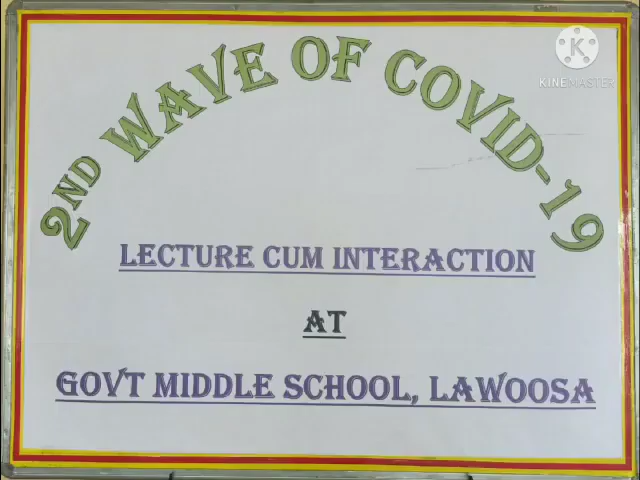 2ND WAVE OF COVID-19
LECTURE CUM INTERACTION
AT
GOVT MIDDLE SCHOOL, LAWOOSA
K
KINEMASTER